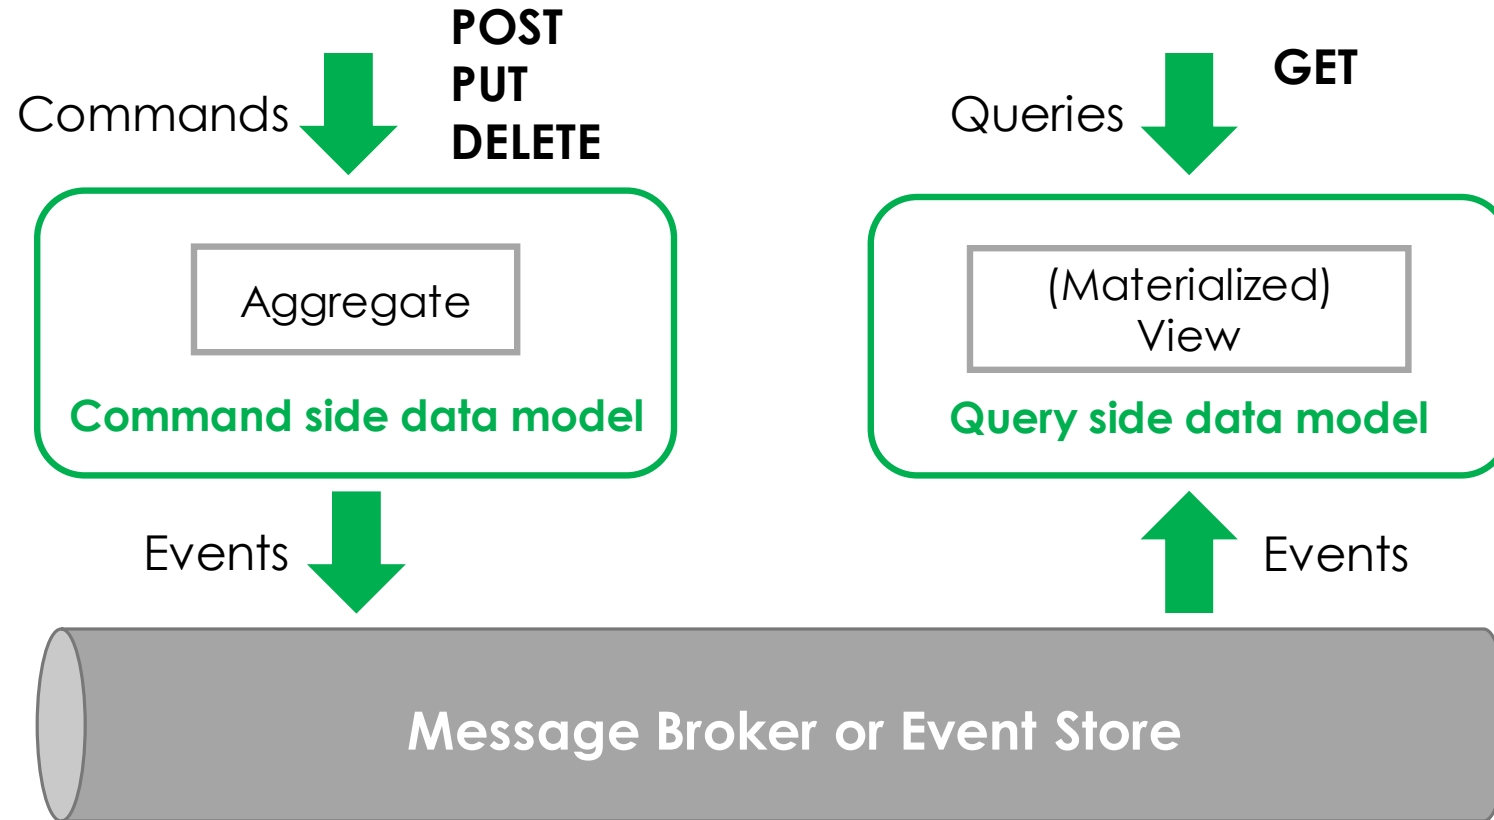 Commands
POST
PUT
DELETE
Queries
GET
Aggregate
Command side data model
(Materialized)
View
Query side data model
Events
Events
Message Broker or Event Store